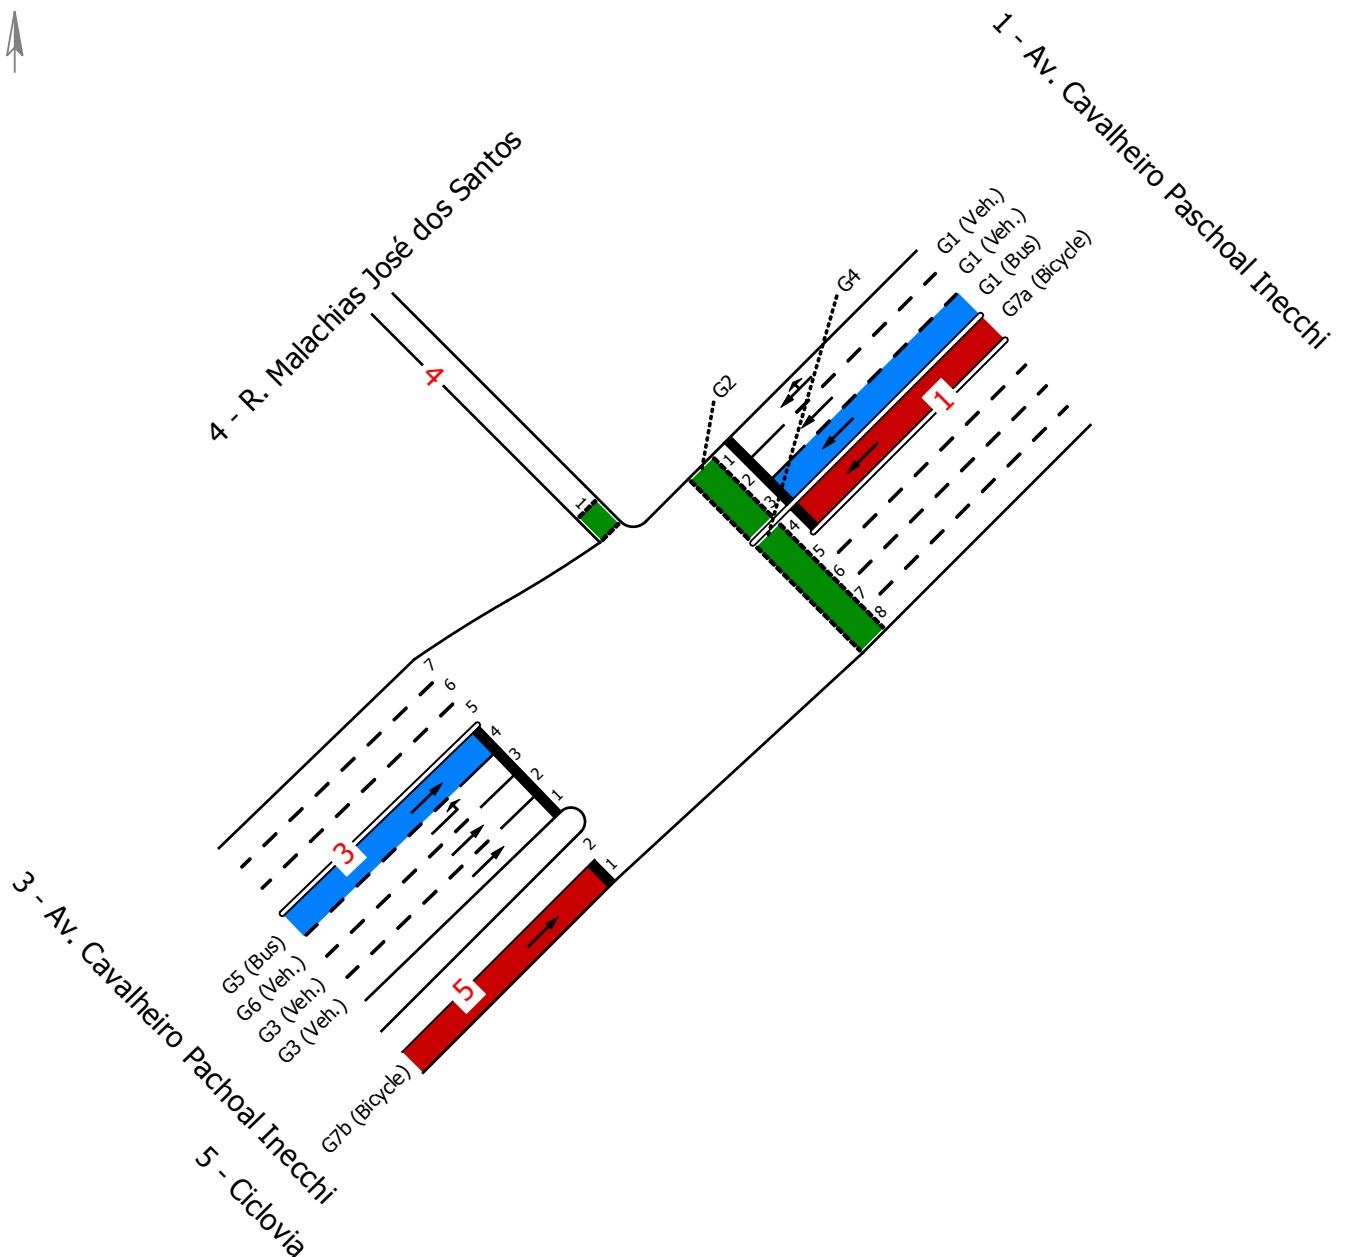 1 - Av. Cavalheiro Paschoal Inecchi
4 - R. Malachias José dos Santos
G1 (Veh.)
G1 (Veh.)
G1 (Bus)
G7a (Bicycle)
G4
G2
4
1
1
1
2
3
4
5
6
7
8
7
6
5
4
3
2
1
2
1
3
5
G5 (Bus)
G6 (Veh.)
G3 (Veh.)
G3 (Veh.)
G7b (Bicycle)
3 - Av. Cavalheiro Pachoal Inecchi
5 - Ciclovia